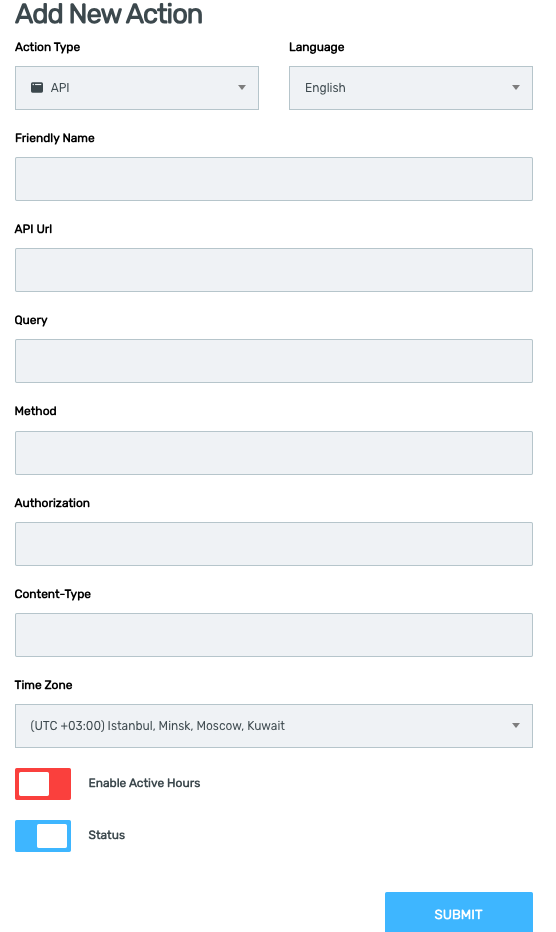 Add New Action
Action Type
Language
API
English
Friendly Name
API Url
Query
Method
Authorization
Content-Type
Time Zone
(UTC +03:00) Istanbul, Minsk, Moscow, Kuwait
Enable Active Hours
Status
SUBMIT